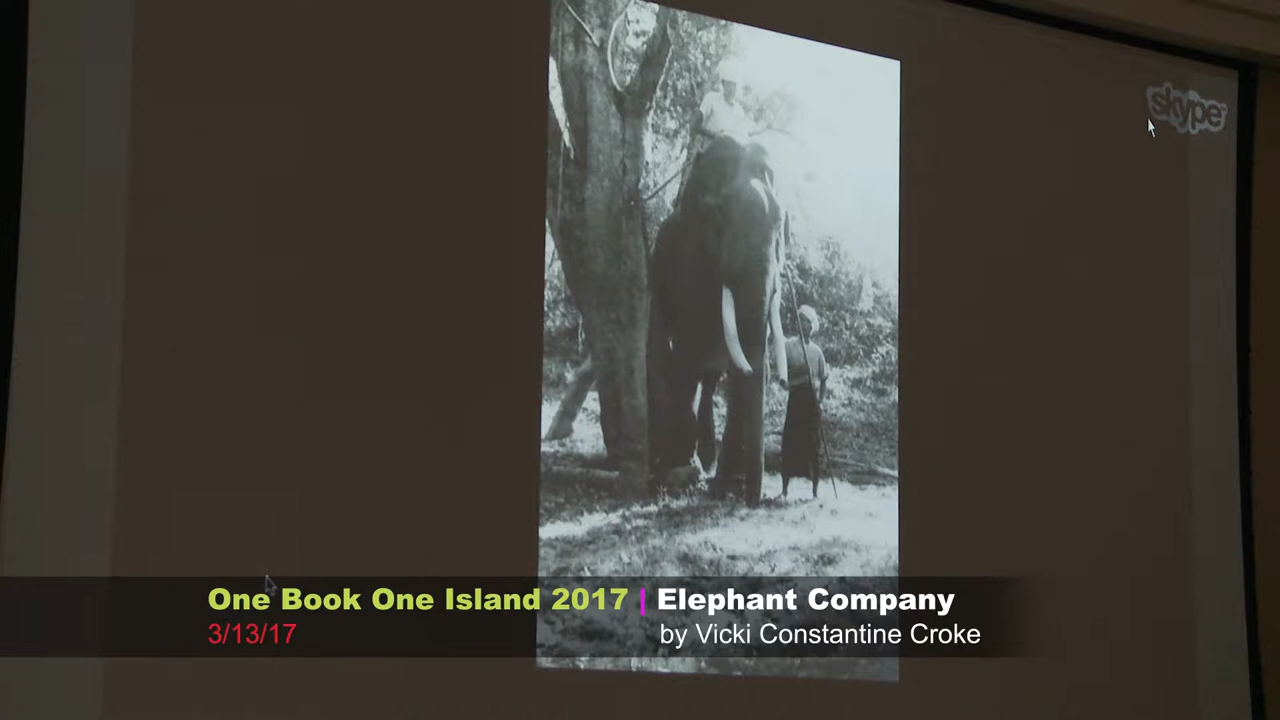 skype
One Book One Island 2017 | Elephant Company
3/13/17
by Vicki Constantine Croke